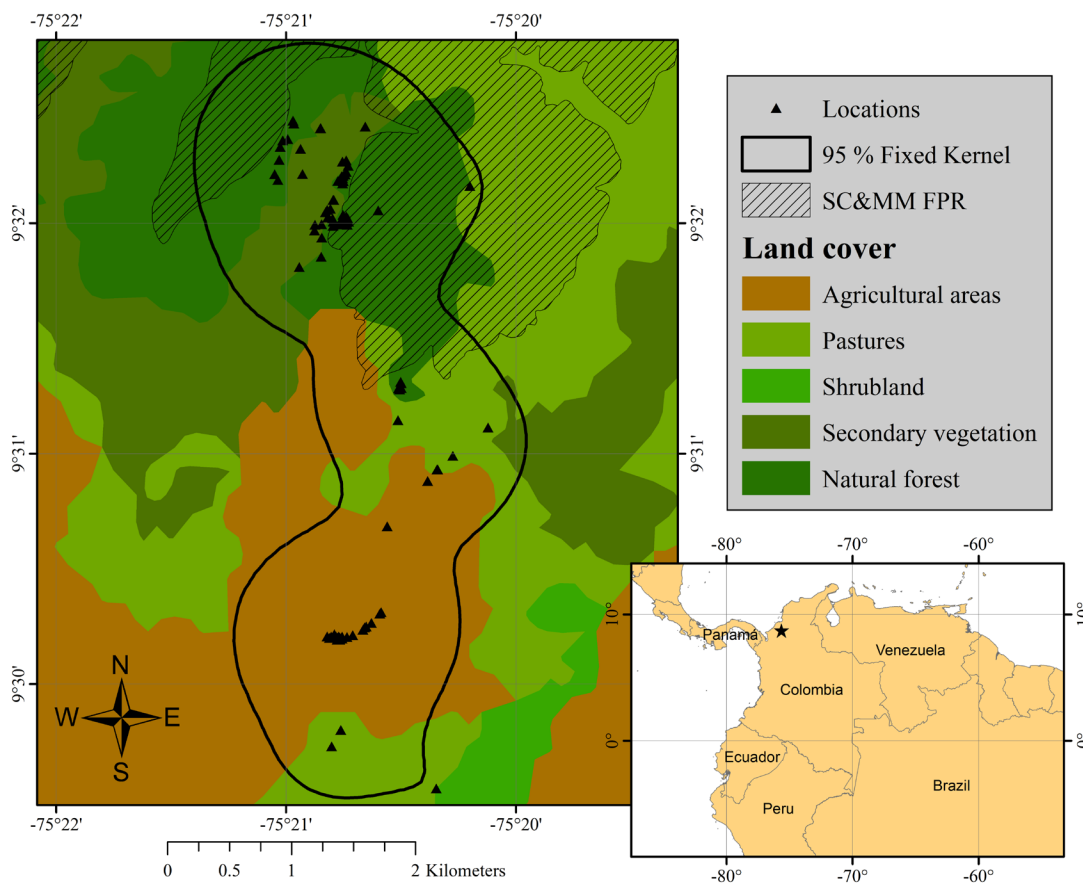 -75°22'
-75°21'
-75°20'
9°32'
9°31'
9°30'
9°32'
9°31'
9°30'
-75°22'
-75°21'
-75°20'
N
W
E
S
0
0.5
1
2 Kilometers
Locations
95 % Fixed Kernel
SC&MM FPR
Land cover
Agricultural areas
Pastures
Shrubland
Secondary vegetation
Natural forest
-80°
-70°
-60°
10°
0°
10°
0°
Panamá
Venezuela
Colombia
Ecuador
Brazil
Peru
-80°
-70°
-60°